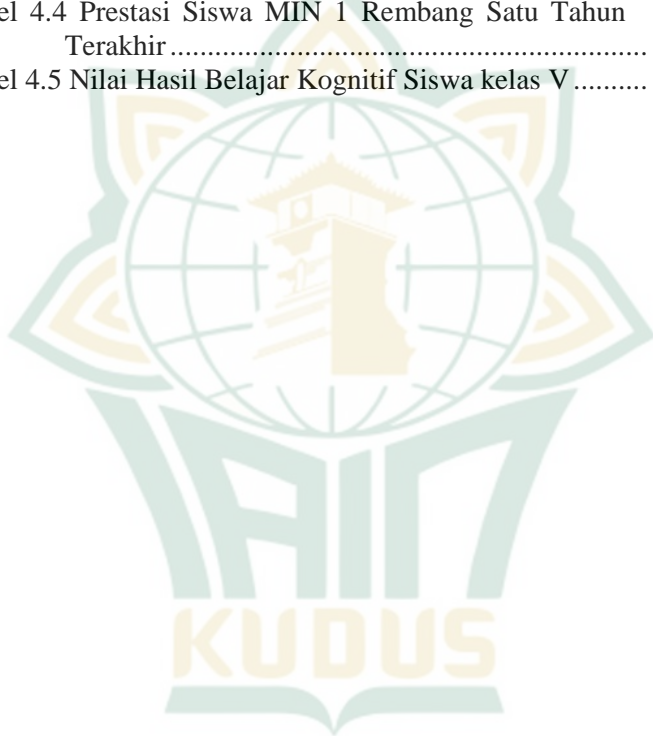 el 4.4 Prestasi Siswa MIN 1 Rembang Satu Tahun
Terakhir ......................................................................
el 4.5 Nilai Hasil Belajar Kognitif Siswa kelas V ..........
IAIN
KUDUS